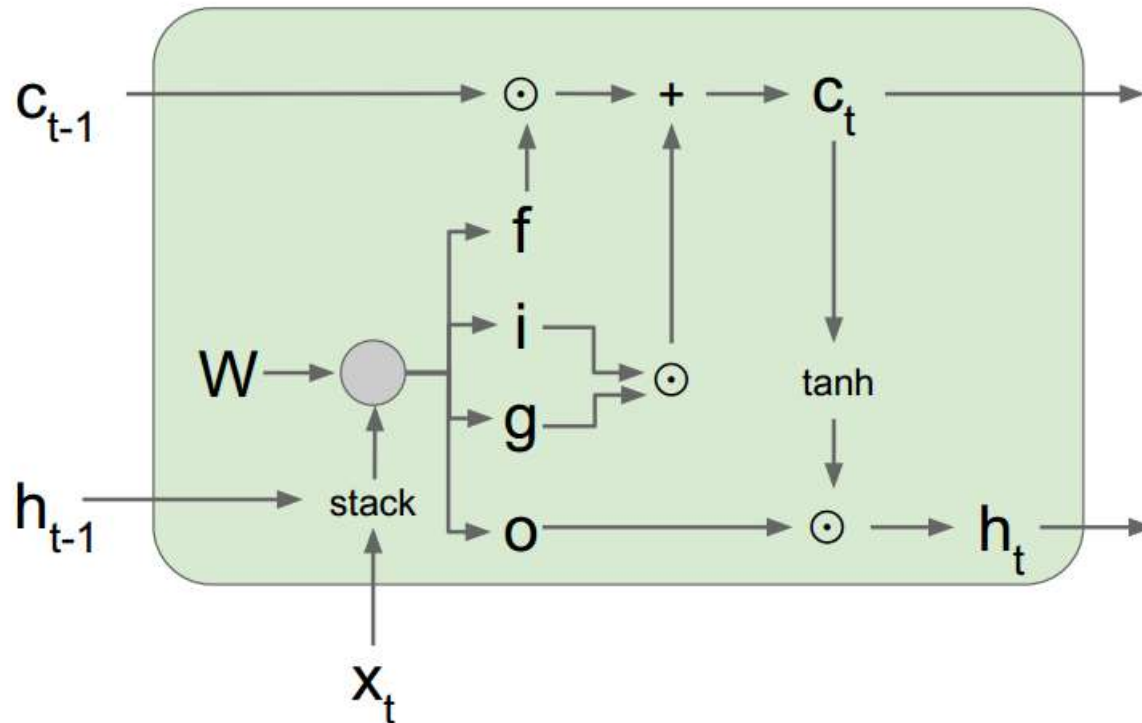 c_{t-1} ⊙ + c_t
f
i
W ⊙ tanh
g
h_{t-1} stack o ⊙ h_t
x_t